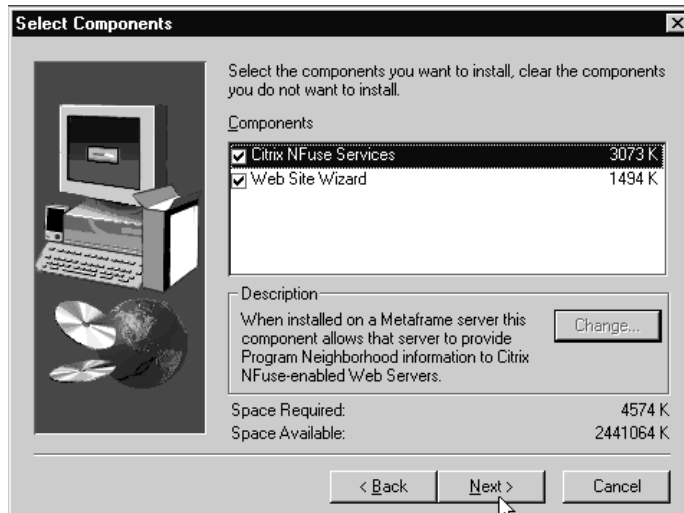 Select Components
Select the components you want to install, clear the components
you do not want to install.
Components
Citrix NFuse Services 3073 K
Web Site Wizard 1494 K
Description
When installed on a Metaframe server this
component allows that server to provide
Program Neighborhood information to Citrix
NFuse-enabled Web Servers.
Change...
Space Required: 4574 K
Space Available: 2441064 K
< Back Next > Cancel